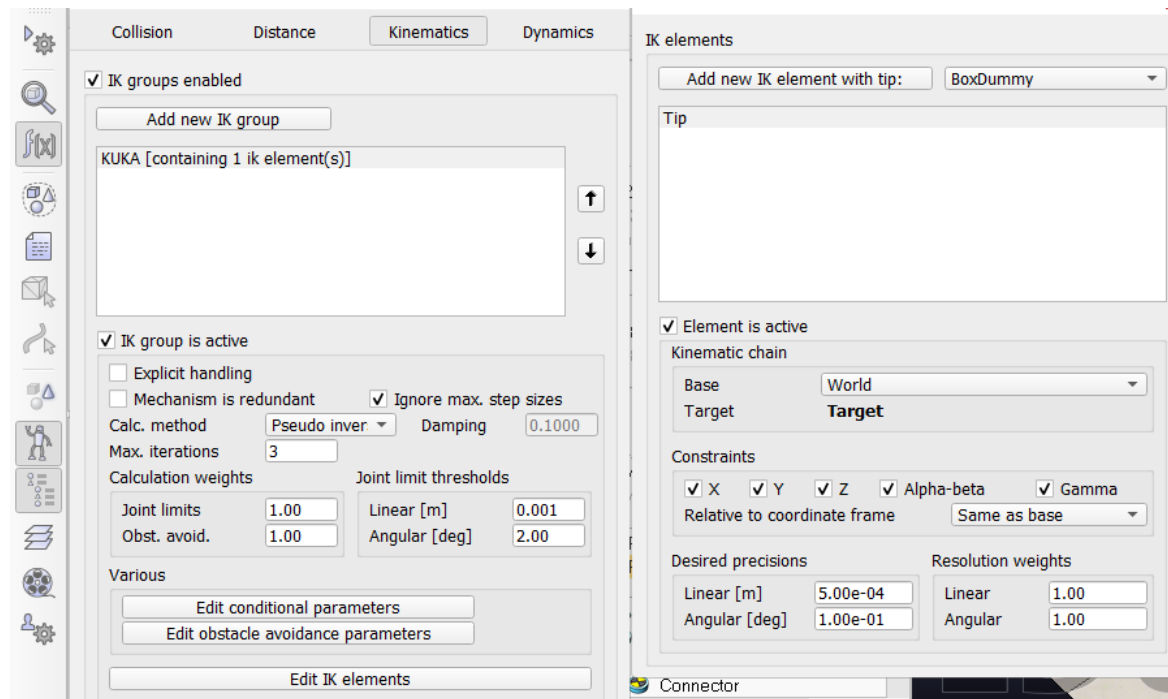 Collision Distance Kinematics Dynamics
IK groups enabled
Add new IK group
KUKA [containing 1 ik element(s)]
IK group is active
Explicit handling
Mechanism is redundant Ignore max. step sizes
Calc. method Pseudo inver Damping 0.1000
Max. iterations 3
Calculation weights Joint limit thresholds
Joint limits 1.00 Linear [m] 0.001
Obst. avoid. 1.00 Angular [deg] 2.00
Various
Edit conditional parameters
Edit obstacle avoidance parameters
Edit IK elements
IK elements
Add new IK element with tip: BoxDummy
Tip
Element is active
Kinematic chain
Base World
Target Target
Constraints
X Y Z Alpha-beta Gamma
Relative to coordinate frame Same as base
Desired precisions Resolution weights
Linear [m] 5.00e-04 Linear 1.00
Angular [deg] 1.00e-01 Angular 1.00
Connector
f(x)